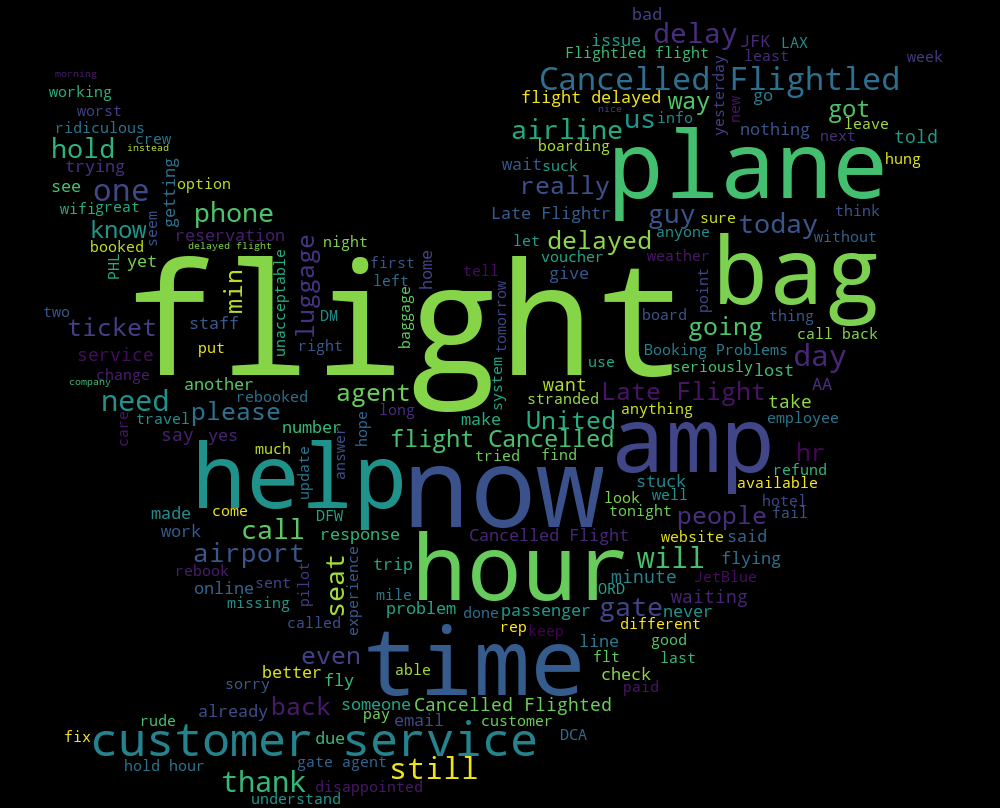 bad
delay
issue
JFK
LAX
Flightled flight
least
week
morning
Cancelled Flightled
working
flight delayed
way
go
yesterday
new
nice
got
worst
us
info
leave
ridiculous
airline
nothing
next
told
crew
boarding
plane
hung
hold
instead
trying
wait
suck
see
one
option
really
getting
wifi
great
phone
Late Flightr
guy
sure
today
think
know
seem
reservation
let
delayed
anyone
without
booked
delayed flight
night
voucher
weather
bag
PHL
yet
min
luggage
unacceptable
first
home
tell
give
point
flight
left
two
DM
baggage
tomorrow
board
thing
ticket
staff
going
call back
service
put
right
Booking Problems
day
change
use
seriously
lost
company
another
agent
system
want
Late Flight
AA
need
rebooked
long
stranded
take
travel
please
make
United
anything
employee
care
say
yes
number
hope
flight Cancelled
amp
hr
much
answer
tried
find
help
now
update
stuck
refund
look
well
available
made
come
DFW
tonight
people
hotel
fail
work
call
response
Cancelled Flight
website
said
airport
hour
will
flying
rebook
pilot
seat
experience
trip
minute
JetBlue
online
sent
mile
ORD
waiting
missing
problem
done
passenger
gate
never
called
rep
keep
different
time
line
good
even
flt
last
better
able
check
sorry
fly
paid
already
back
someone
Cancelled Flighted
rude
pay
email
customer
fix
customer service
due
DCA
hold hour
gate agent
still
thank
disappointed
understand